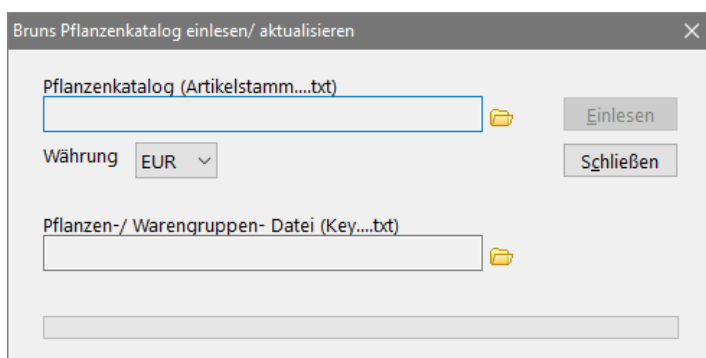 Bruns Pflanzenkatalog einlesen/ aktualisieren
Pflanzenkatalog (Artikelstamm....txt)
Einlesen
Währung EUR
Schließen
Pflanzen-/ Warengruppen- Datei (Key....txt)